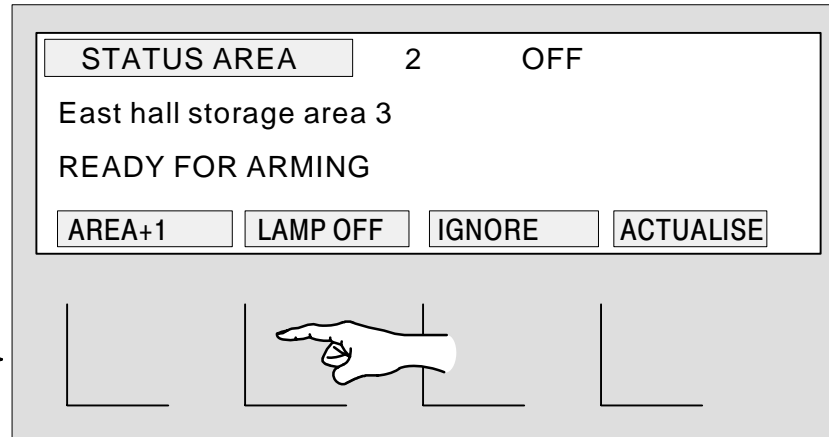 STATUS AREA 2 OFF
East hall storage area 3
READY FOR ARMING
AREA+1 LAMP OFF IGNORE ACTUALISE